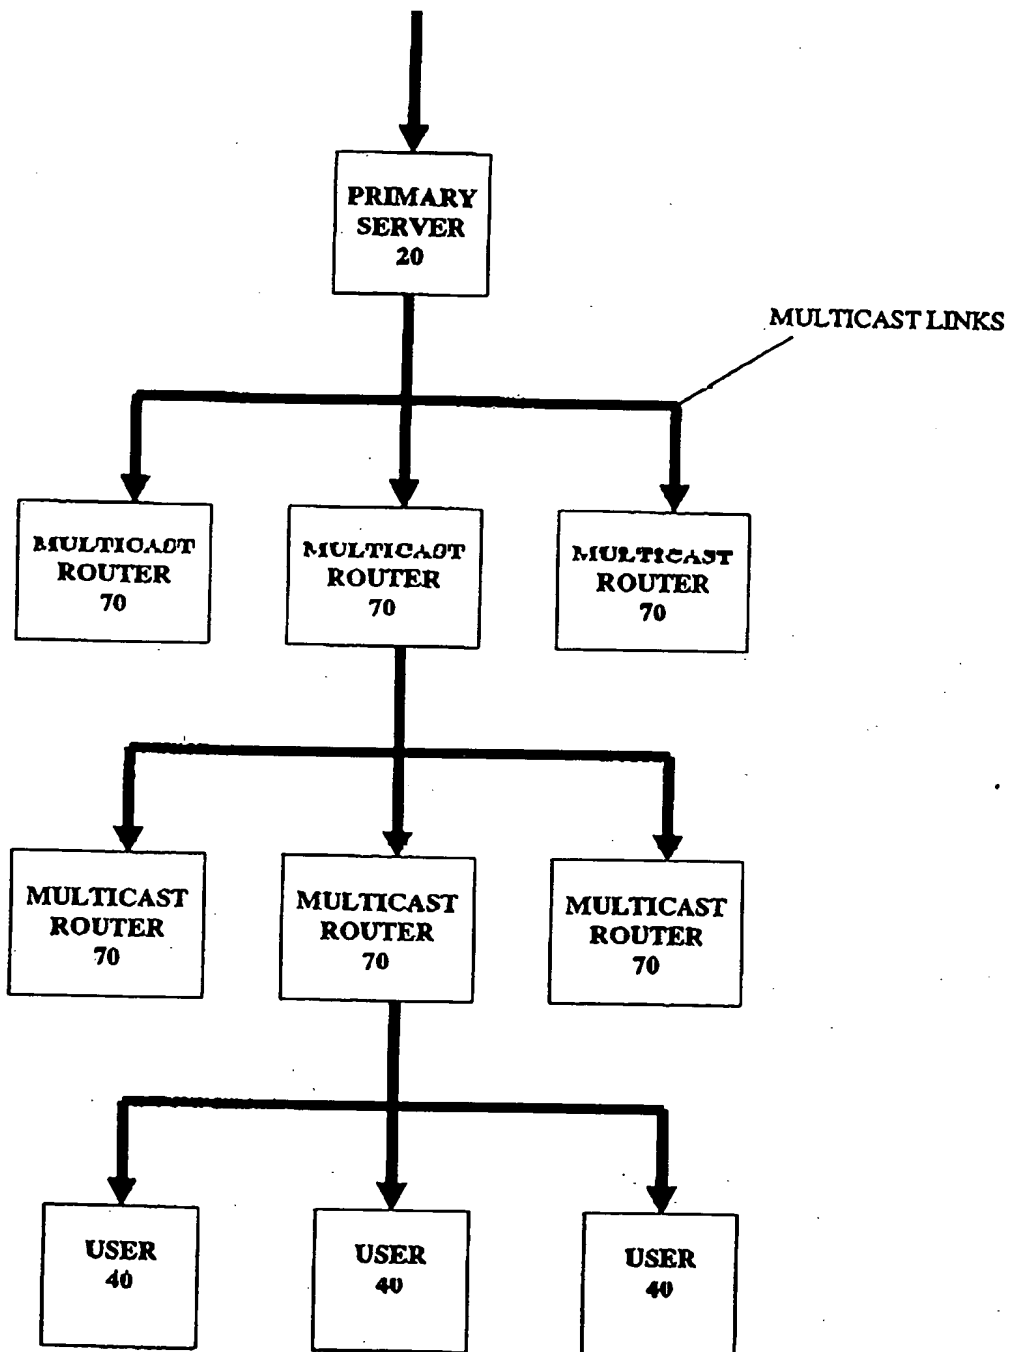 PRIMARY
SERVER
20
MULTICAST LINKS
MULTICAST
ROUTER
70
MULTICAST
ROUTER
70
MULTICAST
ROUTER
70
MULTICAST
ROUTER
70
MULTICAST
ROUTER
70
MULTICAST
ROUTER
70
USER
40
USER
40
USER
40